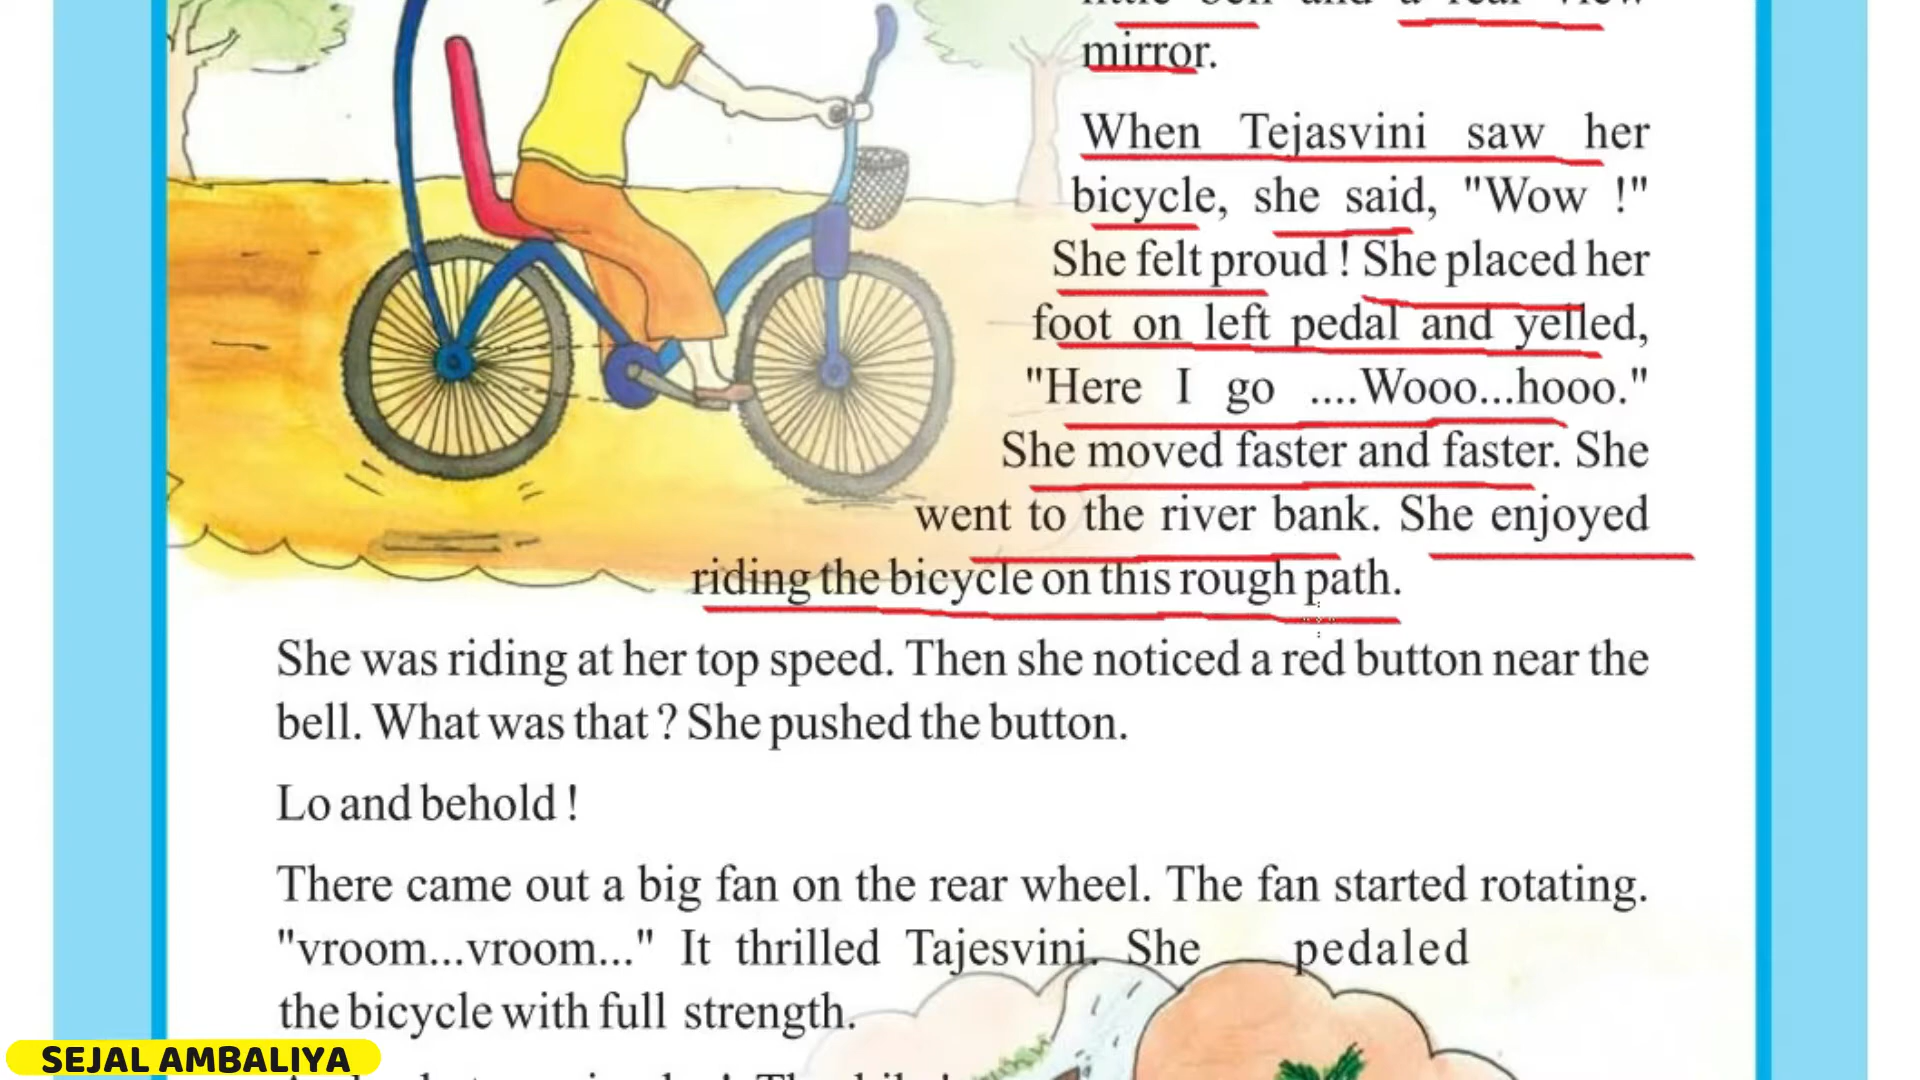 little bell and a rear view
mirror.
When Tejasvini saw her
bicycle, she said, "Wow !"
She felt proud ! She placed her
foot on left pedal and yelled,
"Here I go ....Wooo...hooo."
She moved faster and faster. She
went to the river bank. She enjoyed
riding the bicycle on this rough path.
She was riding at her top speed. Then she noticed a red button near the
bell. What was that ? She pushed the button.
Lo and behold !
There came out a big fan on the rear wheel. The fan started rotating.
"vroom...vroom..." It thrilled Tajesvini. She pedaled
the bicycle with full strength.
SEJAL AMBALIYA